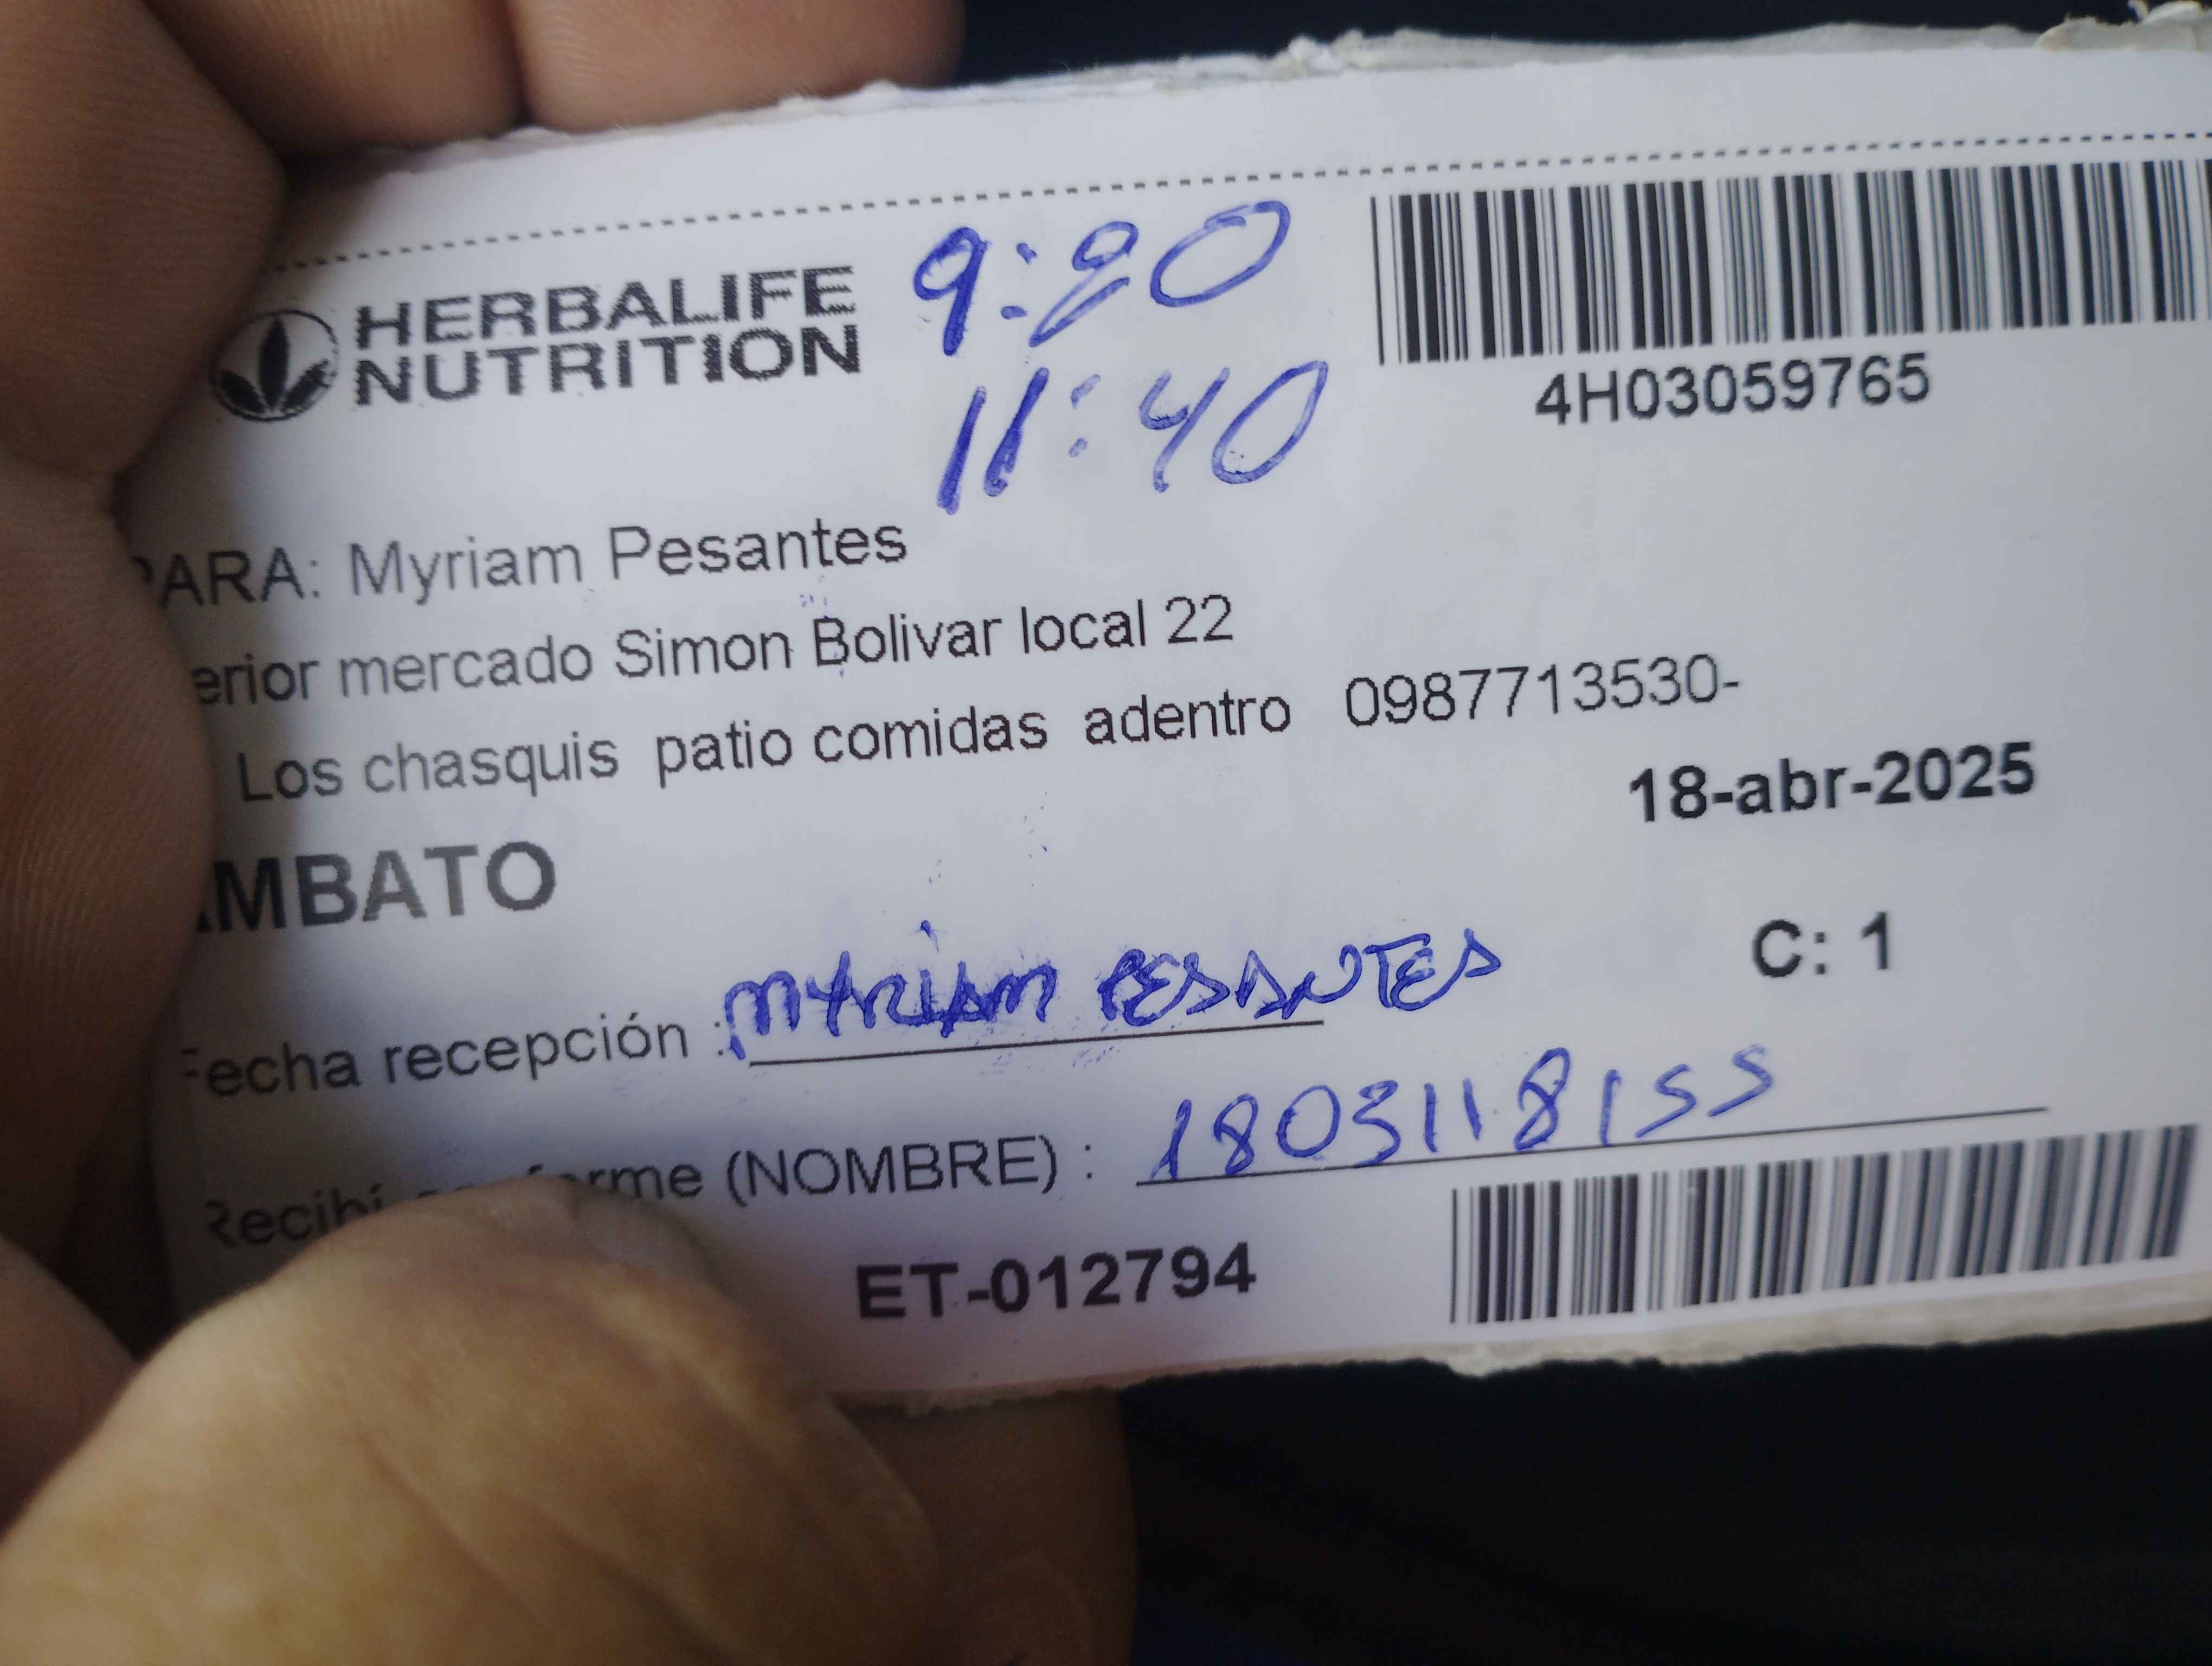 HERBALIFE
NUTRITION
9:20
11:40
4H03059765
PARA: Myriam Pesantes
erior mercado Simon Bolivar local 22
Los chasquis patio comidas adentro 0987713530-
18-abr-2025
MBATO
C: 1
Fecha recepción : MYRIAM PESANTES
Recibí rme (NOMBRE) : 1803118155
ET-012794